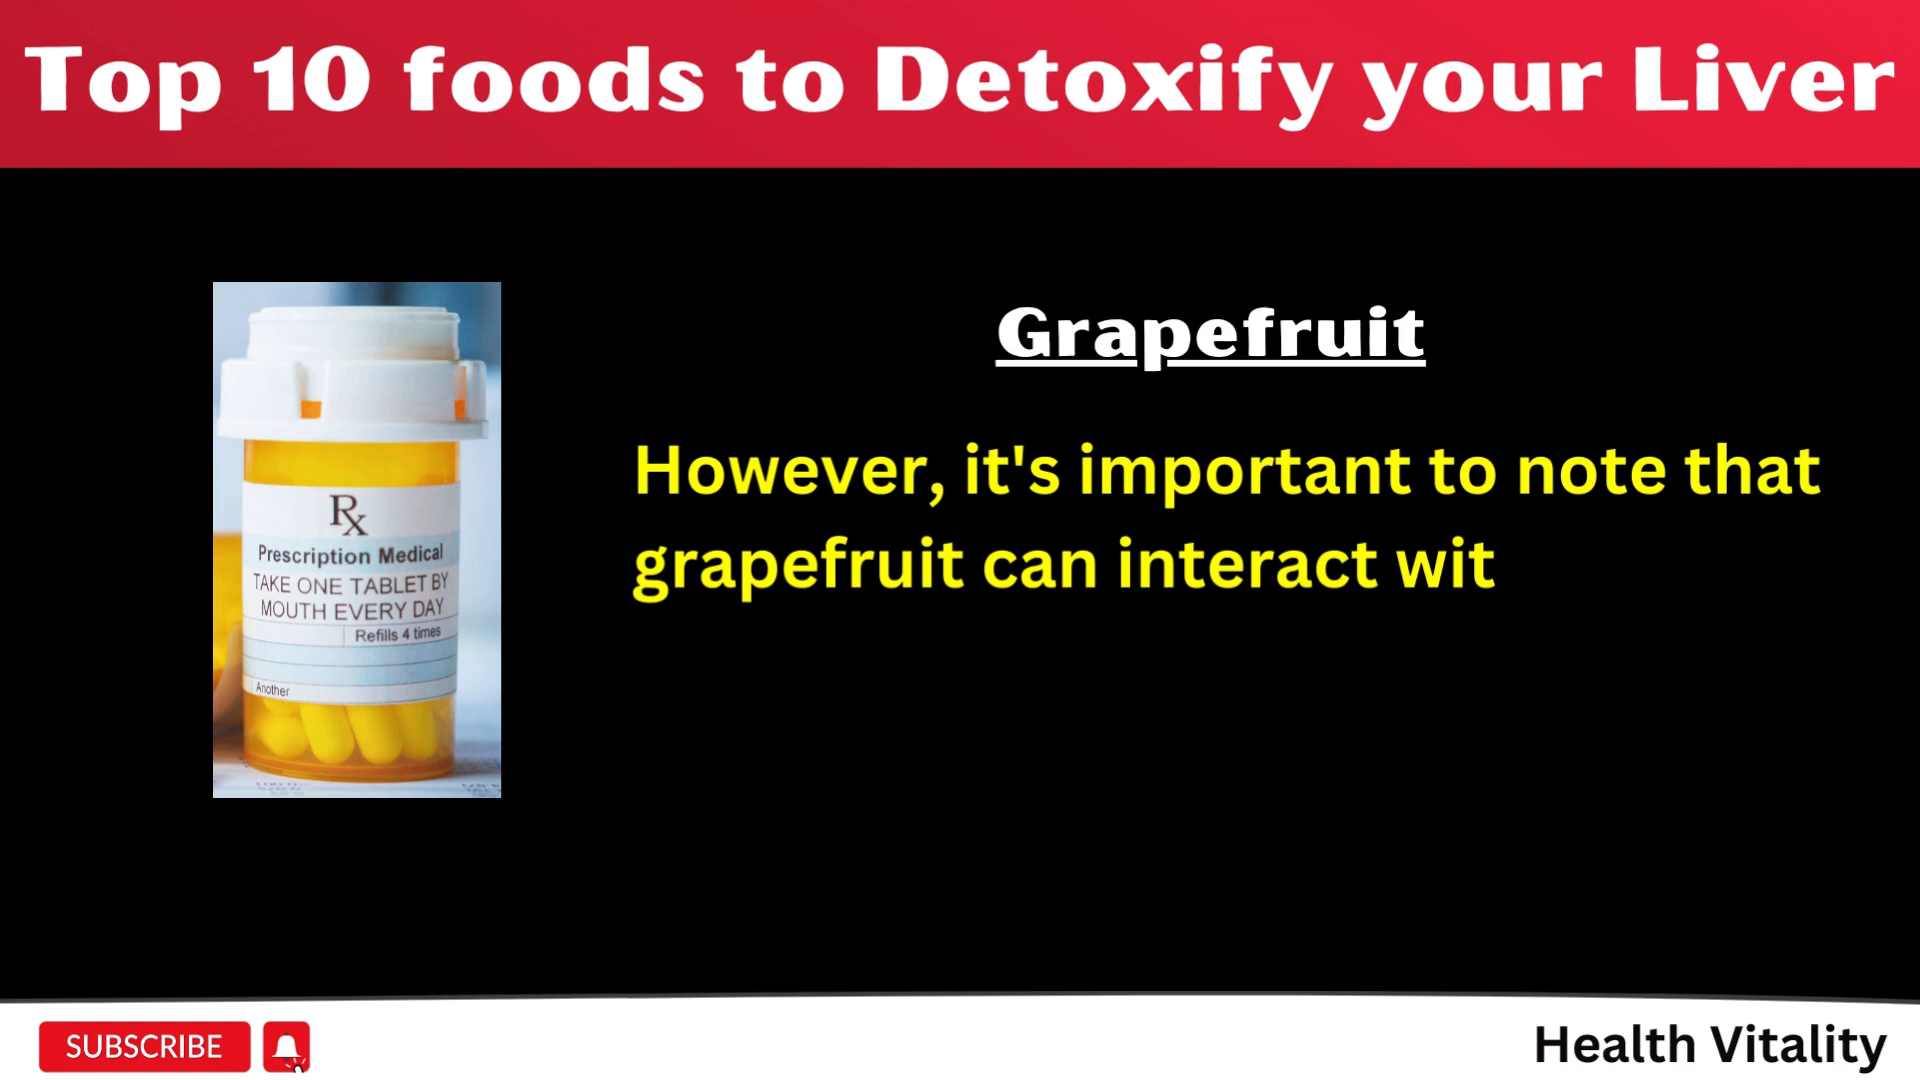 Top 10 foods to Detoxify your Liver
Grapefruit
However, it's important to note that
grapefruit can interact wit
Rx
Prescription Medical
TAKE ONE TABLET BY
MOUTH EVERY DAY
Refills 4 times
Another
SUBSCRIBE
Health Vitality